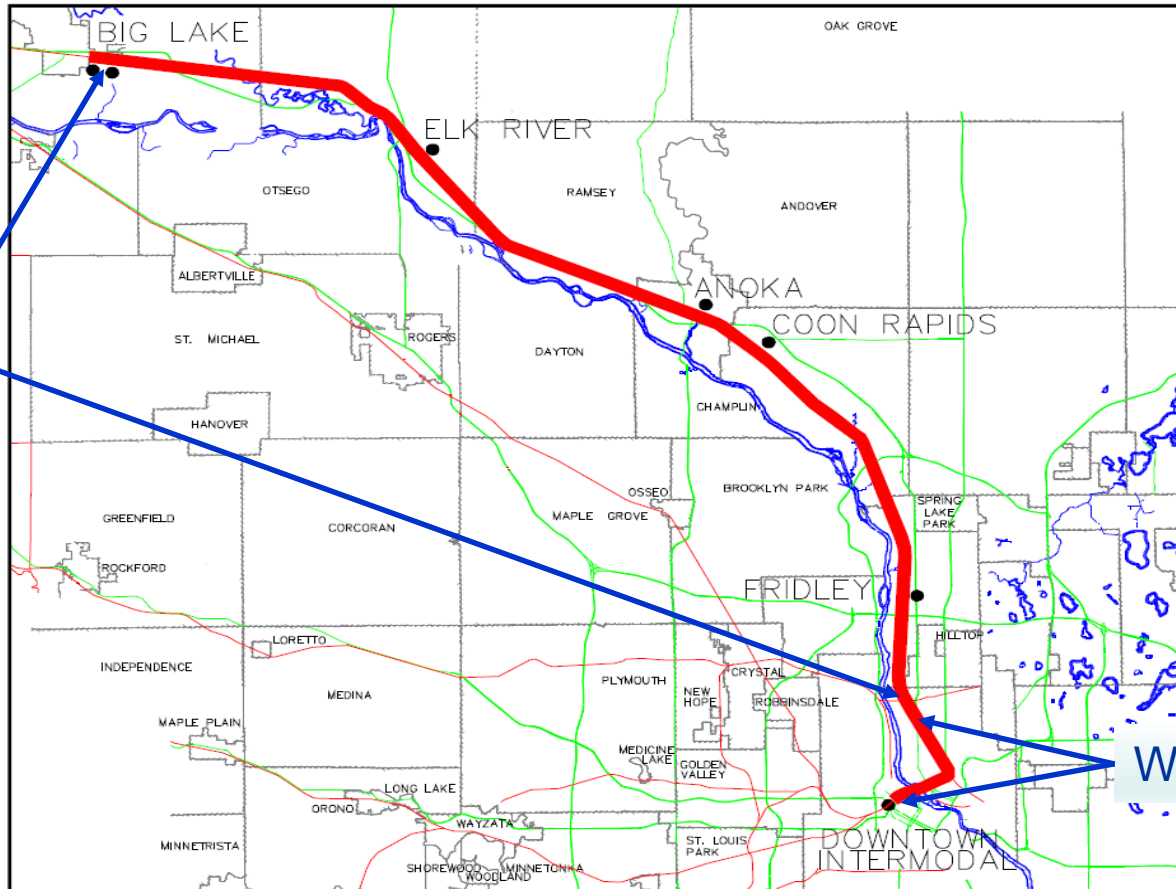 OAK GROVE
BIG LAKE
ELK RIVER
OTSEGO
RAMSEY
ANDOVER
ALBERTVILLE
ANOKA
COON RAPIDS
ST. MICHAEL
ROGERS
DAYTON
CHAMPLIN
HANOVER
OSSEO
BROOKLYN PARK
SPRING
LAKE
PARK
GREENFIELD
CORCORAN
MAPLE GROVE
ROCKFORD
FRIDLEY
LORETTO
HILLTOP
INDEPENDENCE
MEDINA
PLYMOUTH
CRYSTAL
NEW
HOPE
ROBBINSDALE
MAPLE PLAIN
MEDICINE
LAKE
GOLDEN
VALLEY
W
LONG LAKE
ORONO
WAYZATA
MINNETRISTA
ST. LOUIS
PARK
DOWNTOWN
INTERMODAL
SHOREWOOD
MINNETONKA
WOODLAND